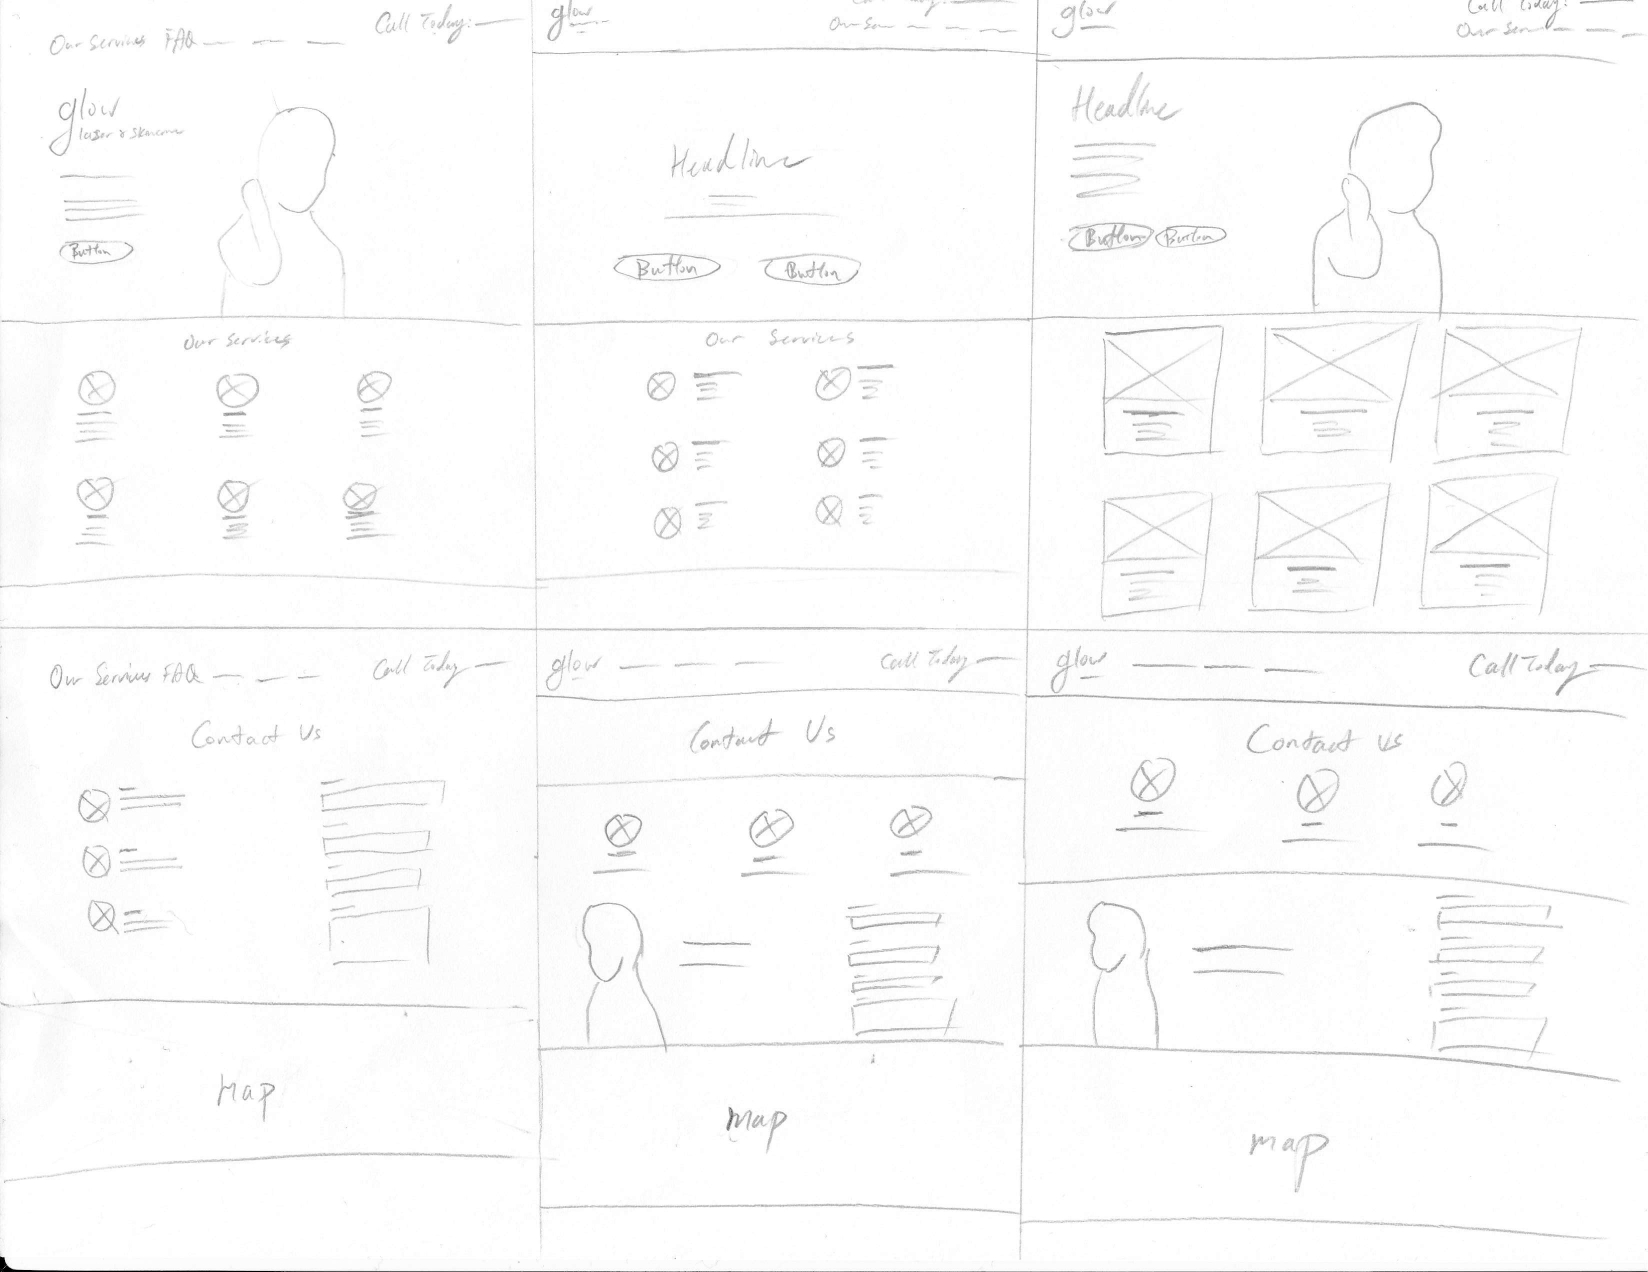 Our Services FAQ
Call Today:
glow
laser & skincare
Button
Our Services
glow
Our Ser
Headline
Button
Button
Our Services
glow
Call Today:
Our Serv
Headline
Button
Button
Our Services FAQ
Call Today
Contact Us
Map
glow
Call Today
Contact Us
Map
glow
Call Today
Contact Us
Map